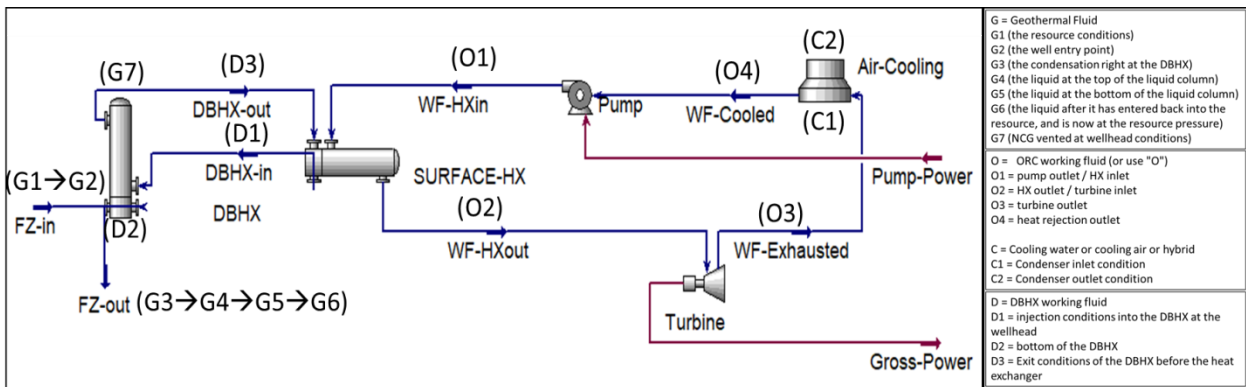 (G7)
(D3)
DBHX-out
(D1)
DBHX-in
(G1→G2)
FZ-in
(D2)
DBHX
FZ-out (G3→G4→G5→G6)
(O1)
WF-HXin
SURFACE-HX
(O2)
WF-HXout
Pump
(O4)
WF-Cooled
(C2)
Air-Cooling
(C1)
Pump-Power
(O3)
WF-Exhausted
Turbine
Gross-Power
G = Geothermal Fluid
G1 (the resource conditions)
G2 (the well entry point)
G3 (the condensation right at the DBHX)
G4 (the liquid at the top of the liquid column)
G5 (the liquid at the bottom of the liquid column)
G6 (the liquid after it has entered back into the
resource, and is now at the resource pressure)
G7 (NCG vented at wellhead conditions)
O = ORC working fluid (or use "O")
O1 = pump outlet / HX inlet
O2 = HX outlet / turbine inlet
O3 = turbine outlet
O4 = heat rejection outlet
C = Cooling water or cooling air or hybrid
C1 = Condenser inlet condition
C2 = Condenser outlet condition
D = DBHX working fluid
D1 = injection conditions into the DBHX at the
wellhead
D2 = bottom of the DBHX
D3 = Exit conditions of the DBHX before the heat
exchanger